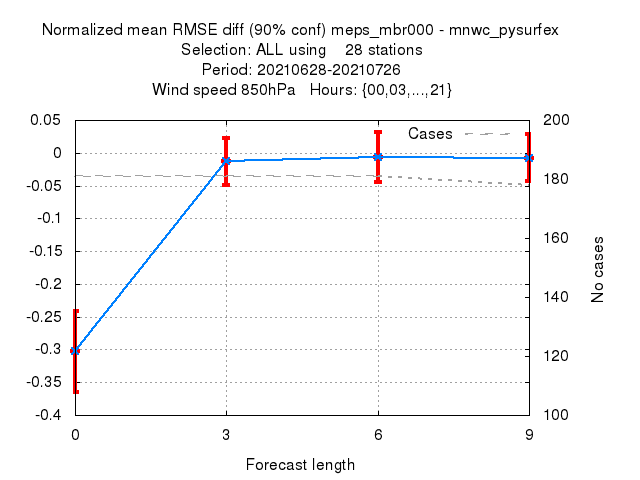 Normalized mean RMSE diff (90% conf) meps_mbr000 - mnwc_pysurfex
Selection: ALL using 28 stations
Period: 20210628-20210726
Wind speed 850hPa Hours: {00,03,...,21}
Cases
0.05
0
-0.05
-0.1
-0.15
-0.2
-0.25
-0.3
-0.35
-0.4
200
180
160
140
120
100
No cases
0 3 6 9
Forecast length